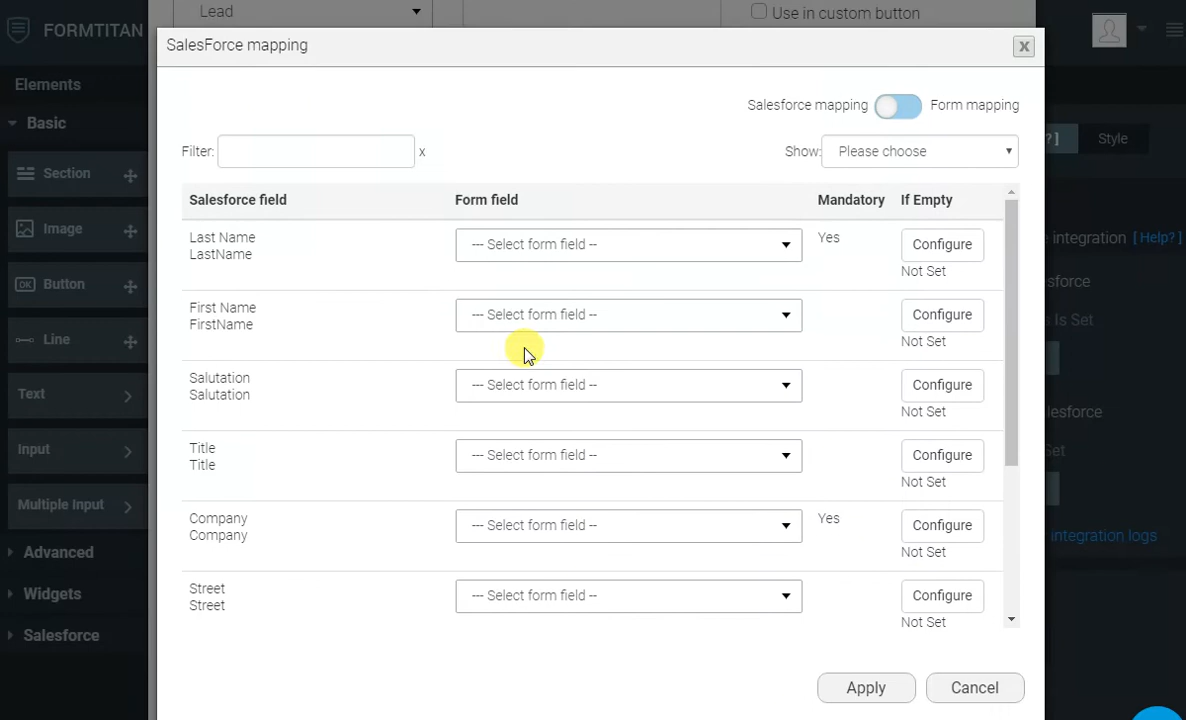 Lead
Use in custom button
FORMTITAN
SalesForce mapping
x
Elements
Basic
Section
Image
OK
Button
Line
Text
Input
Multiple Input
Advanced
Widgets
Salesforce
Salesforce mapping
Form mapping
Filter:
x
Show:
Please choose
Salesforce field
Form field
Mandatory
If Empty
Last Name
LastName
--- Select form field --
Yes
Configure
Not Set
First Name
FirstName
--- Select form field --
Configure
Not Set
Salutation
Salutation
--- Select form field --
Configure
Not Set
Title
Title
--- Select form field --
Configure
Not Set
Company
Company
--- Select form field --
Yes
Configure
Not Set
Street
Street
--- Select form field --
Configure
Not Set
Apply
Cancel
?]
Style
e integration [Help?]
sforce
s Is Set
lesforce
Set
integration logs